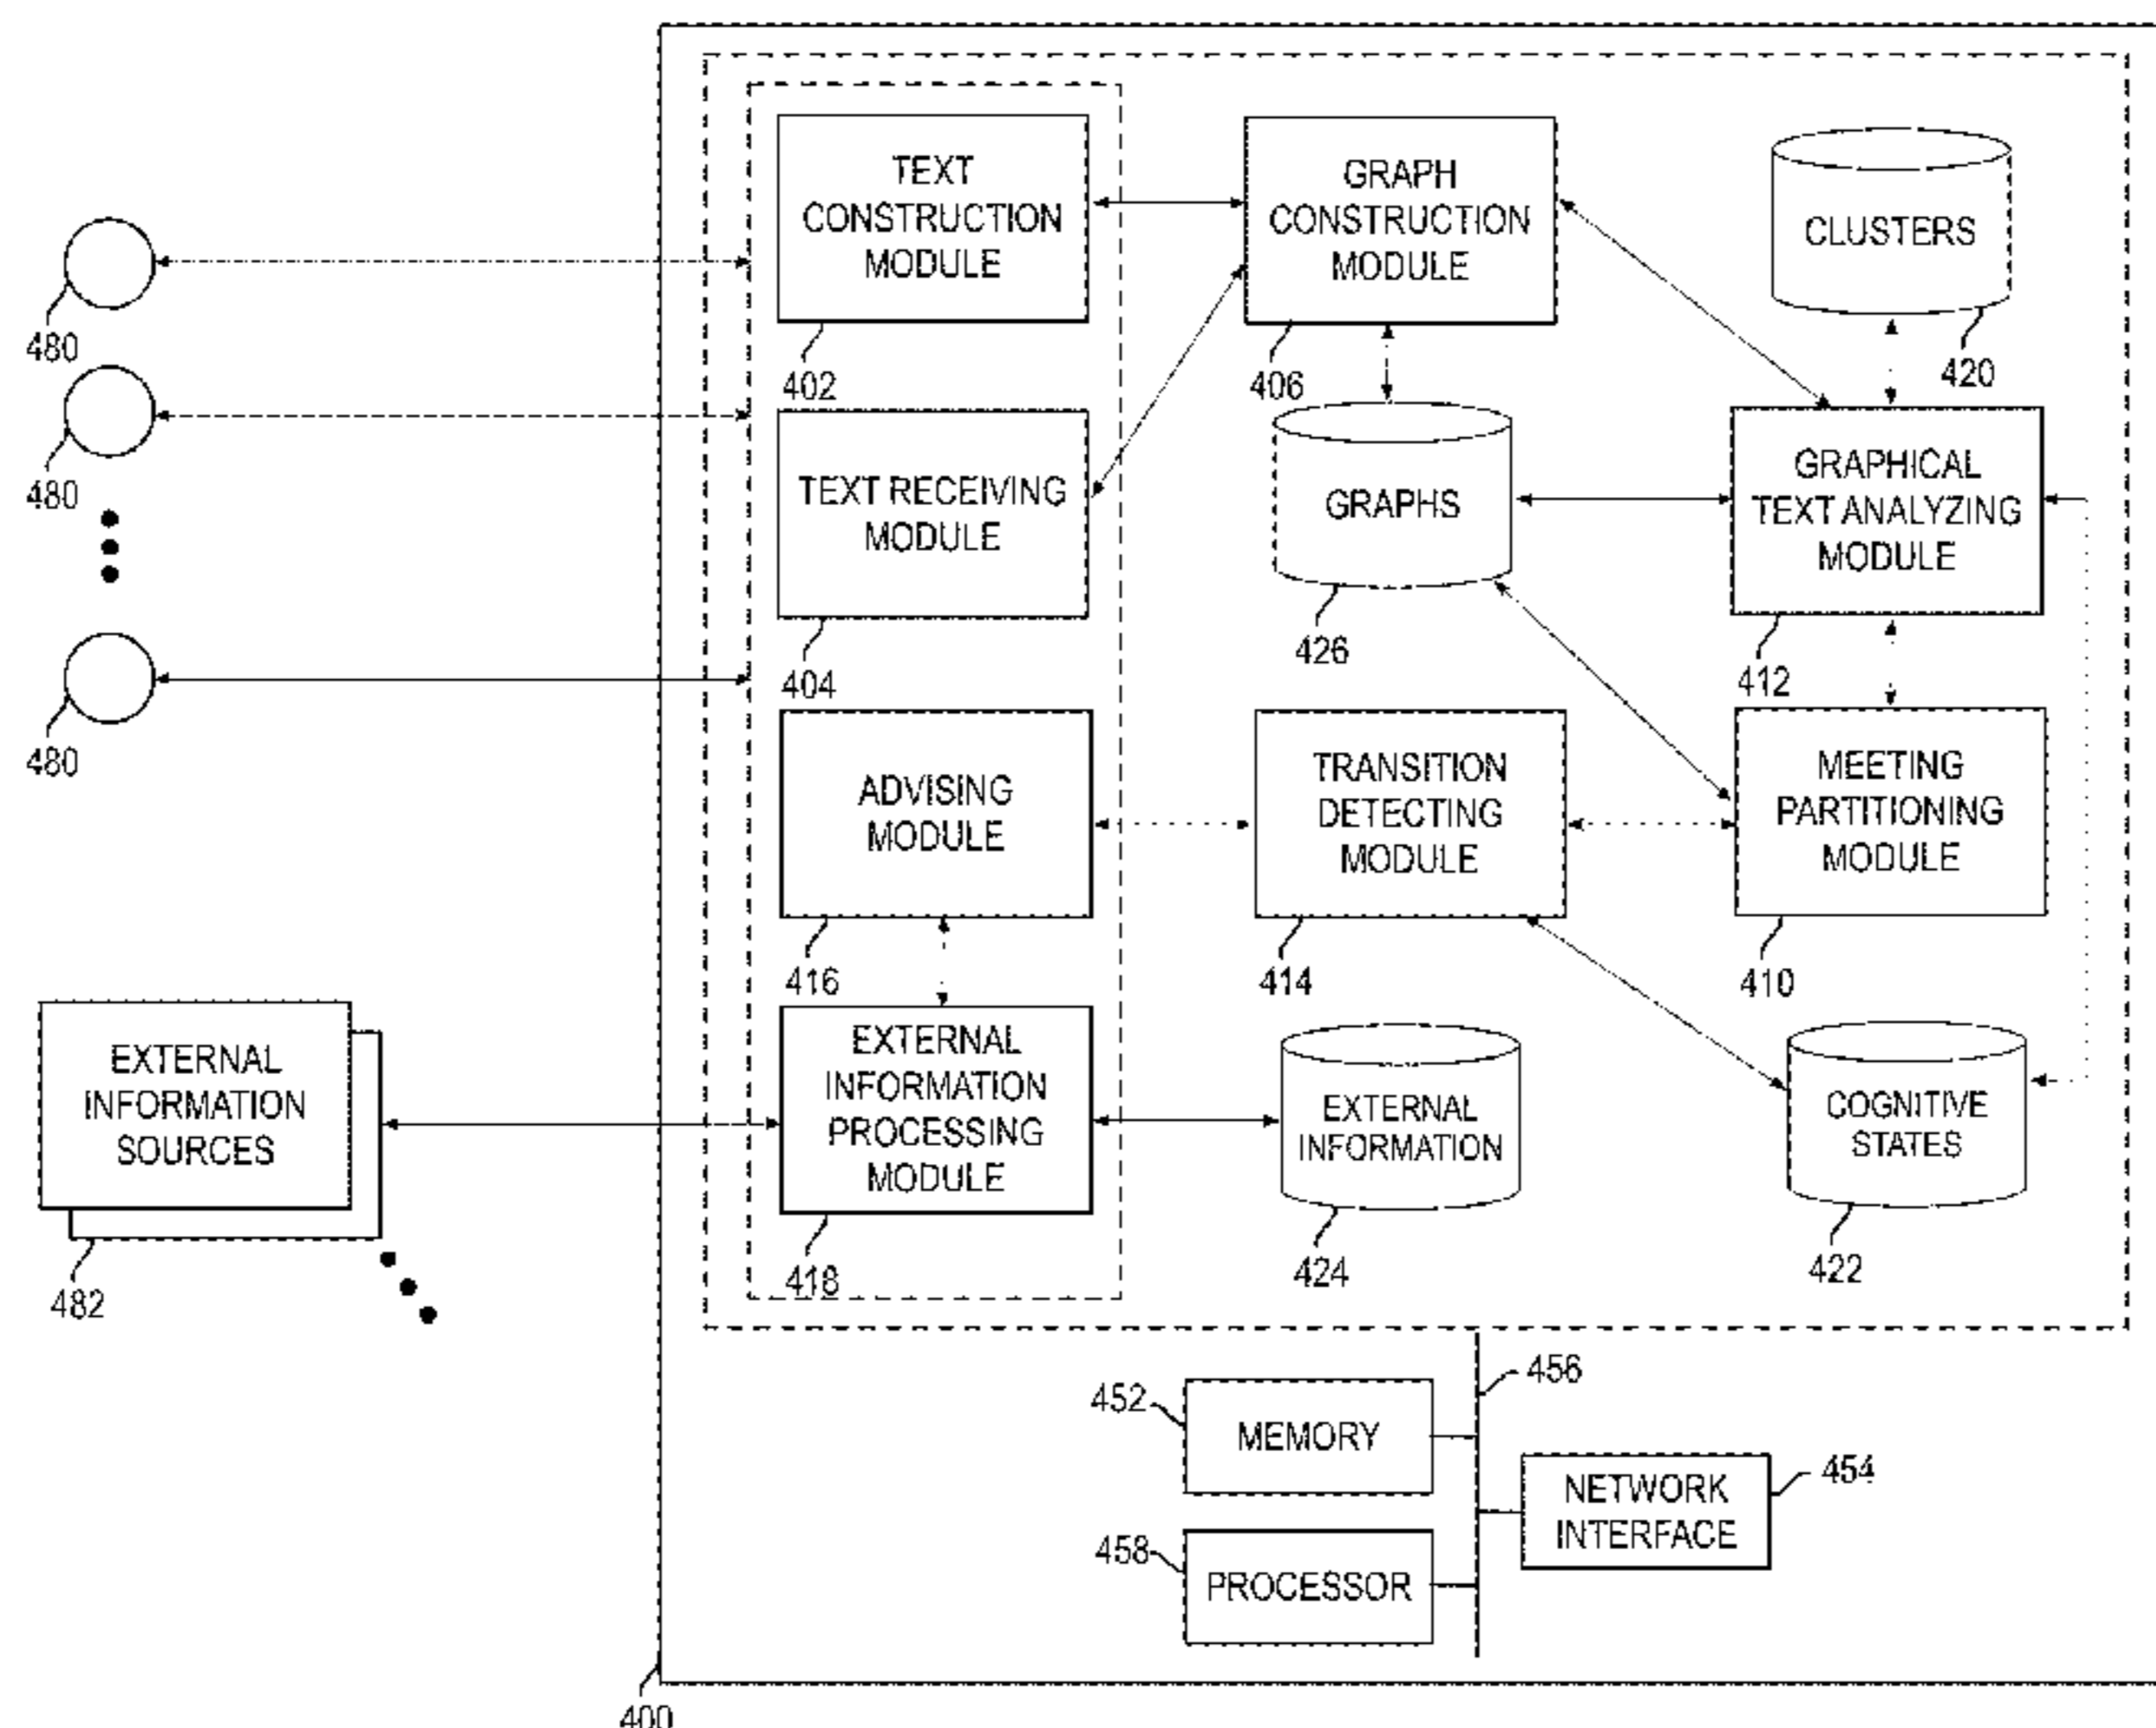 TEXT
CONSTRUCTION
MODULE
402
GRAPH
CONSTRUCTION
MODULE
406
CLUSTERS
420
480
480
480
TEXT RECEIVING
MODULE
404
GRAPHS
426
GRAPHICAL
TEXT ANALYZING
MODULE
412
ADVISING
MODULE
416
TRANSITION
DETECTING
MODULE
414
MEETING
PARTITIONING
MODULE
410
EXTERNAL
INFORMATION
SOURCES
482
EXTERNAL
INFORMATION
PROCESSING
MODULE
418
EXTERNAL
INFORMATION
424
COGNITIVE
STATES
422
456
452
MEMORY
NETWORK
INTERFACE
454
458
PROCESSOR
400